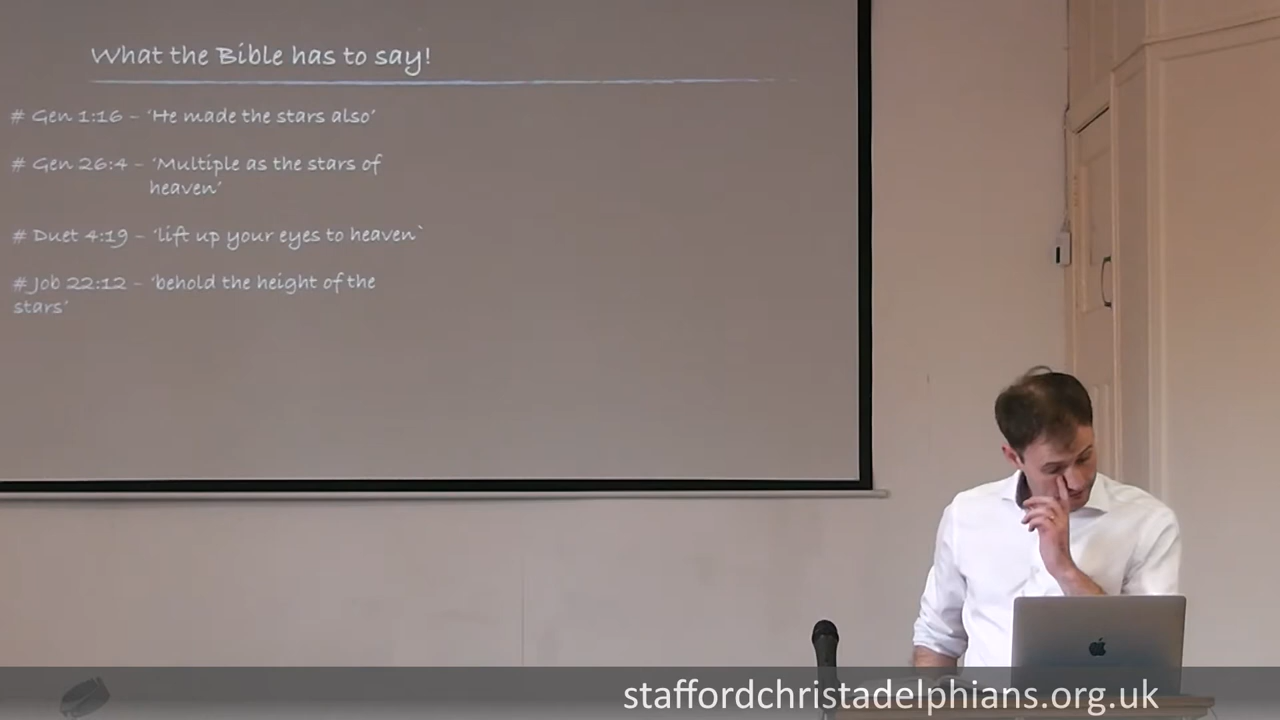 What the Bible has to say!
# Gen 1:16 - 'He made the stars also'
# Gen 26:4 - 'Multiple as the stars of
heaven'
# Duet 4:19 - 'lift up your eyes to heaven`
# Job 22:12 - 'behold the height of the
stars'
staffordchristadelphians.org.uk